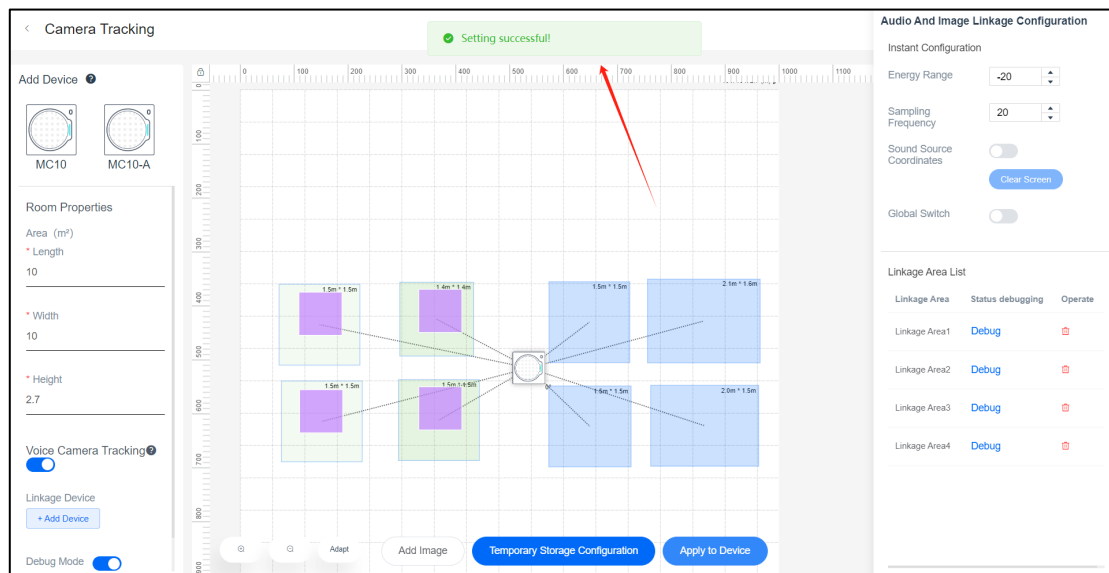 Camera Tracking
Setting successful!
Audio And Image Linkage Configuration
Instant Configuration
Energy Range
-20
Sampling
Frequency
20
Sound Source
Coordinates
Clear Screen
Global Switch
Linkage Area List
Linkage Area Status debugging Operate
Linkage Area1 Debug
Linkage Area2 Debug
Linkage Area3 Debug
Linkage Area4 Debug
Add Device
MC10 MC10-A
Room Properties
Area (m²)
* Length
10
* Width
10
* Height
2.7
Voice Camera Tracking
Linkage Device
+ Add Device
Debug Mode
0 100 200 300 400 500 600 700 800 900 1000 1100
0
100
200
300
400
500
600
700
800
900
1.5m * 1.5m 1.4m * 1.4m 1.5m * 1.5m 2.1m * 1.6m
1.5m * 1.5m 1.5m * 1.5m 1.5m * 1.5m 2.0m * 1.5m
Adapt
Add Image
Temporary Storage Configuration
Apply to Device